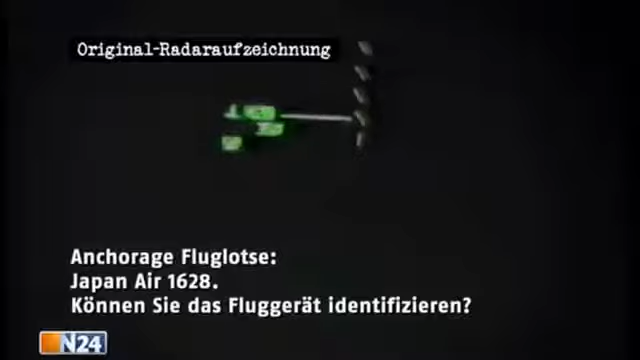 Original-Radaraufzeichnung
Anchorage Fluglotse:
Japan Air 1628.
Können Sie das Fluggerät identifizieren?
N24